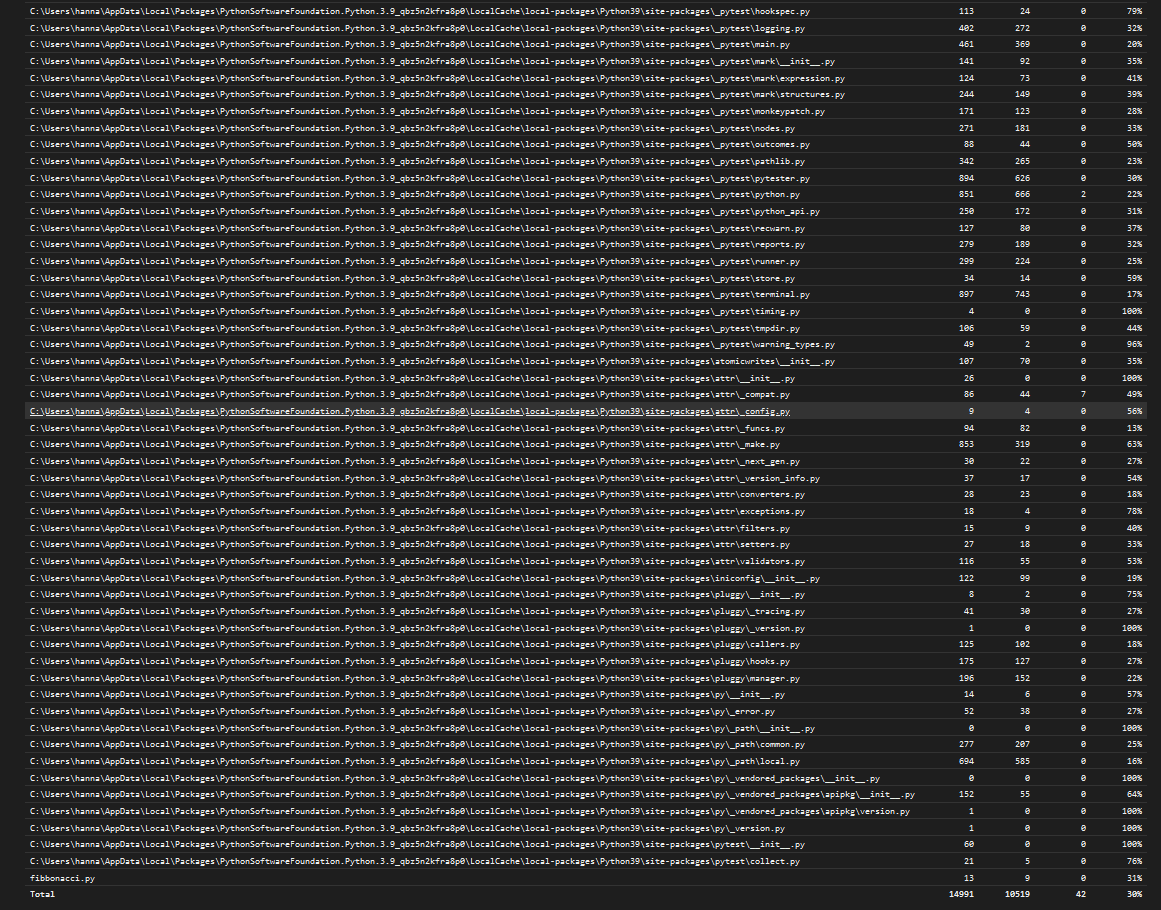 C:\Users\hanna\AppData\Local\Packages\PythonSoftwareFoundation.Python.3.9_qbz5n2kfra8p0\LocalCache\local-packages\Python39\site-packages\_pytest\hookspec.py 113 24 0 79%
C:\Users\hanna\AppData\Local\Packages\PythonSoftwareFoundation.Python.3.9_qbz5n2kfra8p0\LocalCache\local-packages\Python39\site-packages\_pytest\logging.py 402 272 0 32%
C:\Users\hanna\AppData\Local\Packages\PythonSoftwareFoundation.Python.3.9_qbz5n2kfra8p0\LocalCache\local-packages\Python39\site-packages\_pytest\main.py 461 369 0 20%
C:\Users\hanna\AppData\Local\Packages\PythonSoftwareFoundation.Python.3.9_qbz5n2kfra8p0\LocalCache\local-packages\Python39\site-packages\_pytest\mark\__init__.py 141 92 0 35%
C:\Users\hanna\AppData\Local\Packages\PythonSoftwareFoundation.Python.3.9_qbz5n2kfra8p0\LocalCache\local-packages\Python39\site-packages\_pytest\mark\expression.py 124 73 0 41%
C:\Users\hanna\AppData\Local\Packages\PythonSoftwareFoundation.Python.3.9_qbz5n2kfra8p0\LocalCache\local-packages\Python39\site-packages\_pytest\mark\structures.py 244 149 0 39%
C:\Users\hanna\AppData\Local\Packages\PythonSoftwareFoundation.Python.3.9_qbz5n2kfra8p0\LocalCache\local-packages\Python39\site-packages\_pytest\monkeypatch.py 171 123 0 28%
C:\Users\hanna\AppData\Local\Packages\PythonSoftwareFoundation.Python.3.9_qbz5n2kfra8p0\LocalCache\local-packages\Python39\site-packages\_pytest\nodes.py 271 181 0 33%
C:\Users\hanna\AppData\Local\Packages\PythonSoftwareFoundation.Python.3.9_qbz5n2kfra8p0\LocalCache\local-packages\Python39\site-packages\_pytest\outcomes.py 88 44 0 50%
C:\Users\hanna\AppData\Local\Packages\PythonSoftwareFoundation.Python.3.9_qbz5n2kfra8p0\LocalCache\local-packages\Python39\site-packages\_pytest\pathlib.py 342 265 0 23%
C:\Users\hanna\AppData\Local\Packages\PythonSoftwareFoundation.Python.3.9_qbz5n2kfra8p0\LocalCache\local-packages\Python39\site-packages\_pytest\pytester.py 894 626 0 30%
C:\Users\hanna\AppData\Local\Packages\PythonSoftwareFoundation.Python.3.9_qbz5n2kfra8p0\LocalCache\local-packages\Python39\site-packages\_pytest\python.py 851 666 2 22%
C:\Users\hanna\AppData\Local\Packages\PythonSoftwareFoundation.Python.3.9_qbz5n2kfra8p0\LocalCache\local-packages\Python39\site-packages\_pytest\python_api.py 250 172 0 31%
C:\Users\hanna\AppData\Local\Packages\PythonSoftwareFoundation.Python.3.9_qbz5n2kfra8p0\LocalCache\local-packages\Python39\site-packages\_pytest\recwarn.py 127 80 0 37%
C:\Users\hanna\AppData\Local\Packages\PythonSoftwareFoundation.Python.3.9_qbz5n2kfra8p0\LocalCache\local-packages\Python39\site-packages\_pytest\reports.py 279 189 0 32%
C:\Users\hanna\AppData\Local\Packages\PythonSoftwareFoundation.Python.3.9_qbz5n2kfra8p0\LocalCache\local-packages\Python39\site-packages\_pytest\runner.py 299 224 0 25%
C:\Users\hanna\AppData\Local\Packages\PythonSoftwareFoundation.Python.3.9_qbz5n2kfra8p0\LocalCache\local-packages\Python39\site-packages\_pytest\store.py 34 14 0 59%
C:\Users\hanna\AppData\Local\Packages\PythonSoftwareFoundation.Python.3.9_qbz5n2kfra8p0\LocalCache\local-packages\Python39\site-packages\_pytest\terminal.py 897 743 0 17%
C:\Users\hanna\AppData\Local\Packages\PythonSoftwareFoundation.Python.3.9_qbz5n2kfra8p0\LocalCache\local-packages\Python39\site-packages\_pytest\timing.py 4 0 0 100%
C:\Users\hanna\AppData\Local\Packages\PythonSoftwareFoundation.Python.3.9_qbz5n2kfra8p0\LocalCache\local-packages\Python39\site-packages\_pytest\tmpdir.py 106 59 0 44%
C:\Users\hanna\AppData\Local\Packages\PythonSoftwareFoundation.Python.3.9_qbz5n2kfra8p0\LocalCache\local-packages\Python39\site-packages\_pytest\warning_types.py 49 2 0 96%
C:\Users\hanna\AppData\Local\Packages\PythonSoftwareFoundation.Python.3.9_qbz5n2kfra8p0\LocalCache\local-packages\Python39\site-packages\atomicwrites\__init__.py 107 70 0 35%
C:\Users\hanna\AppData\Local\Packages\PythonSoftwareFoundation.Python.3.9_qbz5n2kfra8p0\LocalCache\local-packages\Python39\site-packages\attr\__init__.py 26 0 0 100%
C:\Users\hanna\AppData\Local\Packages\PythonSoftwareFoundation.Python.3.9_qbz5n2kfra8p0\LocalCache\local-packages\Python39\site-packages\attr\_compat.py 86 44 7 49%
C:\Users\hanna\AppData\Local\Packages\PythonSoftwareFoundation.Python.3.9_qbz5n2kfra8p0\LocalCache\local-packages\Python39\site-packages\attr\_config.py 9 4 0 56%
C:\Users\hanna\AppData\Local\Packages\PythonSoftwareFoundation.Python.3.9_qbz5n2kfra8p0\LocalCache\local-packages\Python39\site-packages\attr\_funcs.py 94 82 0 13%
C:\Users\hanna\AppData\Local\Packages\PythonSoftwareFoundation.Python.3.9_qbz5n2kfra8p0\LocalCache\local-packages\Python39\site-packages\attr\_make.py 853 319 0 63%
C:\Users\hanna\AppData\Local\Packages\PythonSoftwareFoundation.Python.3.9_qbz5n2kfra8p0\LocalCache\local-packages\Python39\site-packages\attr\_next_gen.py 30 22 0 27%
C:\Users\hanna\AppData\Local\Packages\PythonSoftwareFoundation.Python.3.9_qbz5n2kfra8p0\LocalCache\local-packages\Python39\site-packages\attr\_version_info.py 37 17 0 54%
C:\Users\hanna\AppData\Local\Packages\PythonSoftwareFoundation.Python.3.9_qbz5n2kfra8p0\LocalCache\local-packages\Python39\site-packages\attr\converters.py 28 23 0 18%
C:\Users\hanna\AppData\Local\Packages\PythonSoftwareFoundation.Python.3.9_qbz5n2kfra8p0\LocalCache\local-packages\Python39\site-packages\attr\exceptions.py 18 4 0 78%
C:\Users\hanna\AppData\Local\Packages\PythonSoftwareFoundation.Python.3.9_qbz5n2kfra8p0\LocalCache\local-packages\Python39\site-packages\attr\filters.py 15 9 0 40%
C:\Users\hanna\AppData\Local\Packages\PythonSoftwareFoundation.Python.3.9_qbz5n2kfra8p0\LocalCache\local-packages\Python39\site-packages\attr\setters.py 27 18 0 33%
C:\Users\hanna\AppData\Local\Packages\PythonSoftwareFoundation.Python.3.9_qbz5n2kfra8p0\LocalCache\local-packages\Python39\site-packages\attr\validators.py 116 55 0 53%
C:\Users\hanna\AppData\Local\Packages\PythonSoftwareFoundation.Python.3.9_qbz5n2kfra8p0\LocalCache\local-packages\Python39\site-packages\iniconfig\__init__.py 122 99 0 19%
C:\Users\hanna\AppData\Local\Packages\PythonSoftwareFoundation.Python.3.9_qbz5n2kfra8p0\LocalCache\local-packages\Python39\site-packages\pluggy\__init__.py 8 2 0 75%
C:\Users\hanna\AppData\Local\Packages\PythonSoftwareFoundation.Python.3.9_qbz5n2kfra8p0\LocalCache\local-packages\Python39\site-packages\pluggy\_tracing.py 41 30 0 27%
C:\Users\hanna\AppData\Local\Packages\PythonSoftwareFoundation.Python.3.9_qbz5n2kfra8p0\LocalCache\local-packages\Python39\site-packages\pluggy\_version.py 1 0 0 100%
C:\Users\hanna\AppData\Local\Packages\PythonSoftwareFoundation.Python.3.9_qbz5n2kfra8p0\LocalCache\local-packages\Python39\site-packages\pluggy\callers.py 125 102 0 18%
C:\Users\hanna\AppData\Local\Packages\PythonSoftwareFoundation.Python.3.9_qbz5n2kfra8p0\LocalCache\local-packages\Python39\site-packages\pluggy\hooks.py 175 127 0 27%
C:\Users\hanna\AppData\Local\Packages\PythonSoftwareFoundation.Python.3.9_qbz5n2kfra8p0\LocalCache\local-packages\Python39\site-packages\pluggy\manager.py 196 152 0 22%
C:\Users\hanna\AppData\Local\Packages\PythonSoftwareFoundation.Python.3.9_qbz5n2kfra8p0\LocalCache\local-packages\Python39\site-packages\py\__init__.py 14 6 0 57%
C:\Users\hanna\AppData\Local\Packages\PythonSoftwareFoundation.Python.3.9_qbz5n2kfra8p0\LocalCache\local-packages\Python39\site-packages\py\_error.py 52 38 0 27%
C:\Users\hanna\AppData\Local\Packages\PythonSoftwareFoundation.Python.3.9_qbz5n2kfra8p0\LocalCache\local-packages\Python39\site-packages\py\_path\__init__.py 0 0 0 100%
C:\Users\hanna\AppData\Local\Packages\PythonSoftwareFoundation.Python.3.9_qbz5n2kfra8p0\LocalCache\local-packages\Python39\site-packages\py\_path\common.py 277 207 0 25%
C:\Users\hanna\AppData\Local\Packages\PythonSoftwareFoundation.Python.3.9_qbz5n2kfra8p0\LocalCache\local-packages\Python39\site-packages\py\_path\local.py 694 585 0 16%
C:\Users\hanna\AppData\Local\Packages\PythonSoftwareFoundation.Python.3.9_qbz5n2kfra8p0\LocalCache\local-packages\Python39\site-packages\py\_vendored_packages\__init__.py 0 0 0 100%
C:\Users\hanna\AppData\Local\Packages\PythonSoftwareFoundation.Python.3.9_qbz5n2kfra8p0\LocalCache\local-packages\Python39\site-packages\py\_vendored_packages\apipkg\__init__.py 152 55 0 64%
C:\Users\hanna\AppData\Local\Packages\PythonSoftwareFoundation.Python.3.9_qbz5n2kfra8p0\LocalCache\local-packages\Python39\site-packages\py\_vendored_packages\apipkg\version.py 1 0 0 100%
C:\Users\hanna\AppData\Local\Packages\PythonSoftwareFoundation.Python.3.9_qbz5n2kfra8p0\LocalCache\local-packages\Python39\site-packages\py\_version.py 1 0 0 100%
C:\Users\hanna\AppData\Local\Packages\PythonSoftwareFoundation.Python.3.9_qbz5n2kfra8p0\LocalCache\local-packages\Python39\site-packages\pytest\__init__.py 60 0 0 100%
C:\Users\hanna\AppData\Local\Packages\PythonSoftwareFoundation.Python.3.9_qbz5n2kfra8p0\LocalCache\local-packages\Python39\site-packages\pytest\collect.py 21 5 0 76%
fibbonacci.py 13 9 0 31%
Total 14991 10519 42 30%